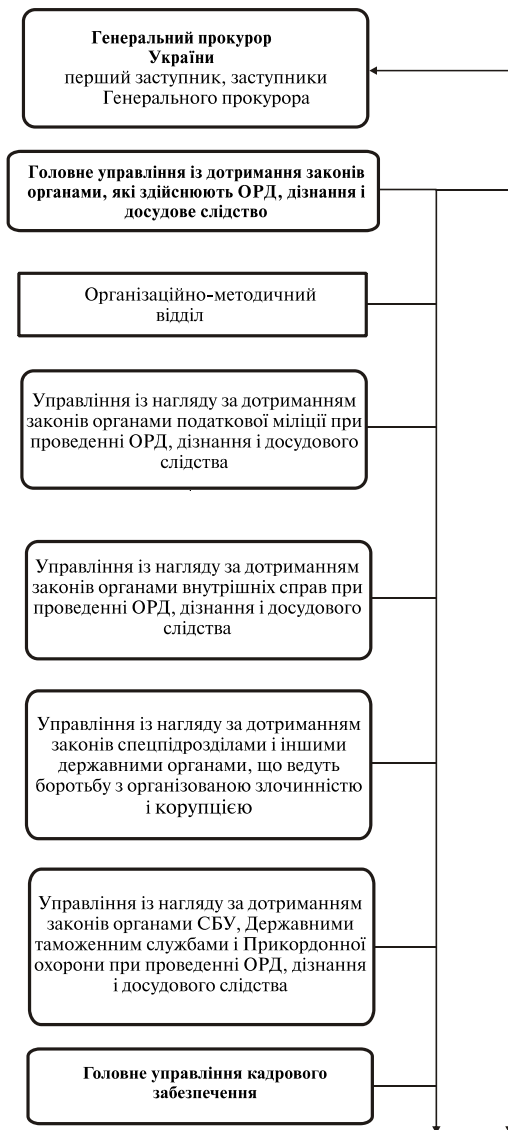 Генеральний прокурор
України
перший заступник, заступники
Генерального прокурора
Головне управління із дотримання законів
органами, які здійснюють ОРД, дізнання і
досудове слідство
Організаційно-методичний
відділ
Управління із нагляду за дотриманням
законів органами податкової міліції при
проведенні ОРД, дізнання і досудового
слідства
Управління із нагляду за дотриманням
законів органами внутрішніх справ при
проведенні ОРД, дізнання і досудового
слідства
Управління із нагляду за дотриманням
законів спецпідрозділами і іншими
державними органами, що ведуть
боротьбу з організованою злочинністю
і корупцією
Управління із нагляду за дотриманням
законів органами СБУ, Державними
таможенним службами і Прикордонної
охорони при проведенні ОРД, дізнання
і досудового слідства
Головне управління кадрового
забезпечення